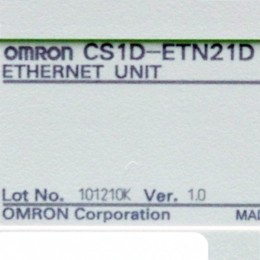 OMRON CS1D-ETN21D
ETHERNET UNIT
Lot No. 101210K Ver. 1.0
OMRON Corporation